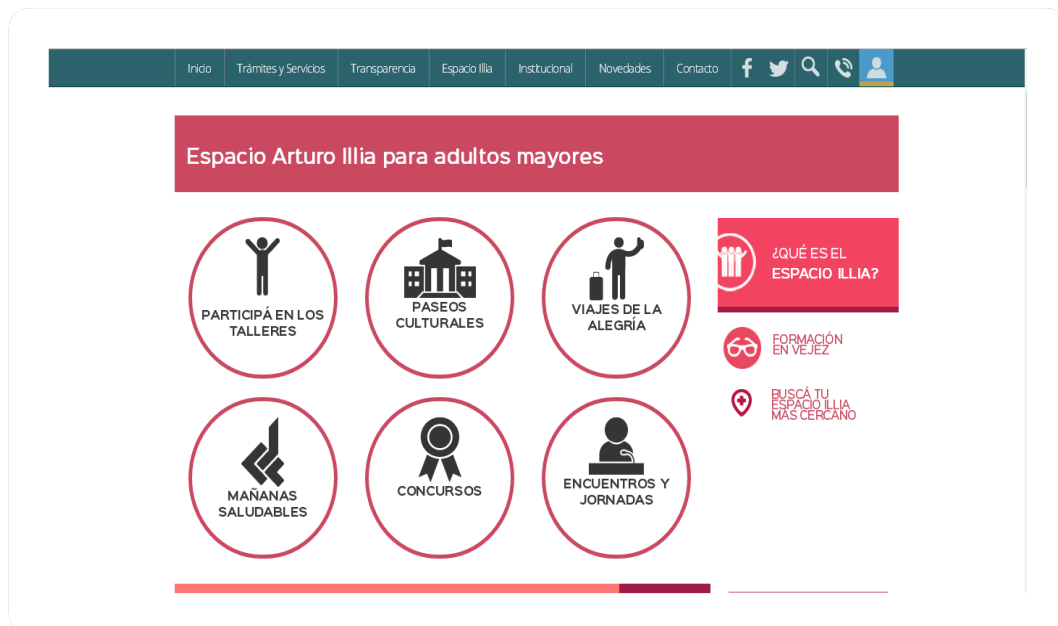 Inicio Trámites y Servicios Transparencia Espacio Illia Institucional Novedades Contacto
Espacio Arturo Illia para adultos mayores
PARTICIPÁ EN LOS
TALLERES
PASEOS
CULTURALES
VIAJES DE LA
ALEGRÍA
¿QUÉ ES EL
ESPACIO ILLIA?
FORMACIÓN
EN VEJEZ
BUSCÁ TU
ESPACIO ILLIA
MÁS CERCANO
MAÑANAS
SALUDABLES
CONCURSOS
ENCUENTROS Y
JORNADAS